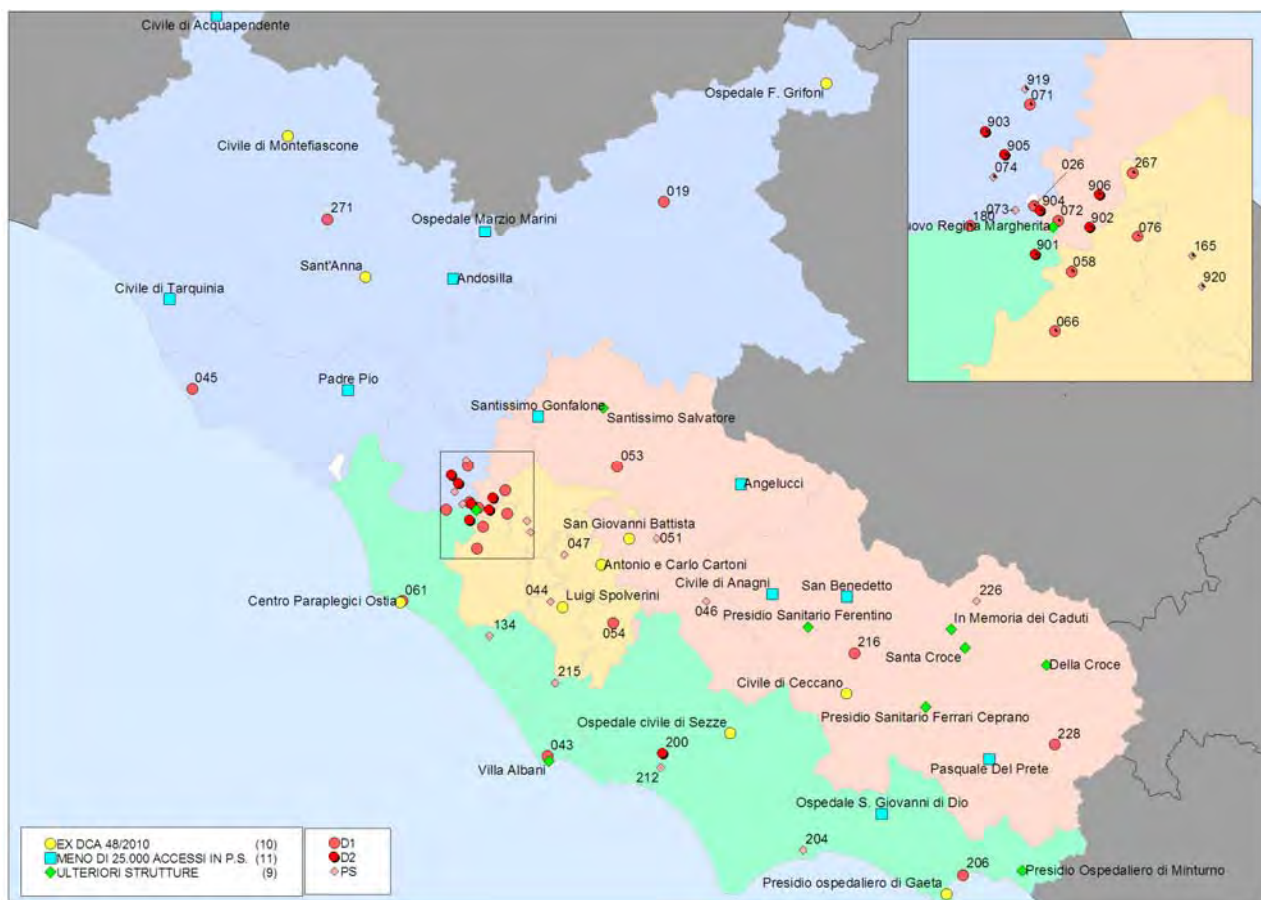 Civile di Acquapendente
Ospedale F. Grifoni
Civile di Montefiascone
019
271
Ospedale Marzio Marini
Sant'Anna
Andosilla
Civile di Tarquinia
045
Padre Pio
Santissimo Gonfalone
Santissimo Salvatore
053
Angelucci
San Giovanni Battista
047
051
Antonio e Carlo Cartoni
Civile di Anagni
San Benedetto
061
Centro Paraplegici Ostia
044
Luigi Spolverini
046
226
Presidio Sanitario Ferentino
In Memoria dei Caduti
134
054
216
Santa Croce
Della Croce
215
Civile di Ceccano
Presidio Sanitario Ferrari Ceprano
Ospedale civile di Sezze
043
200
228
Villa Albani
212
Pasquale Del Prete
Ospedale S. Giovanni di Dio
204
206
Presidio Ospedaliero di Minturno
Presidio ospedaliero di Gaeta
919
071
903
905
026
267
074
906
073
904
072
180
uovo Regina Margherita
902
076
901
165
058
920
066
EX DCA 48/2010 (10)
MENO DI 25.000 ACCESSI IN P.S. (11)
ULTERIORI STRUTTURE (9)
D1
D2
PS